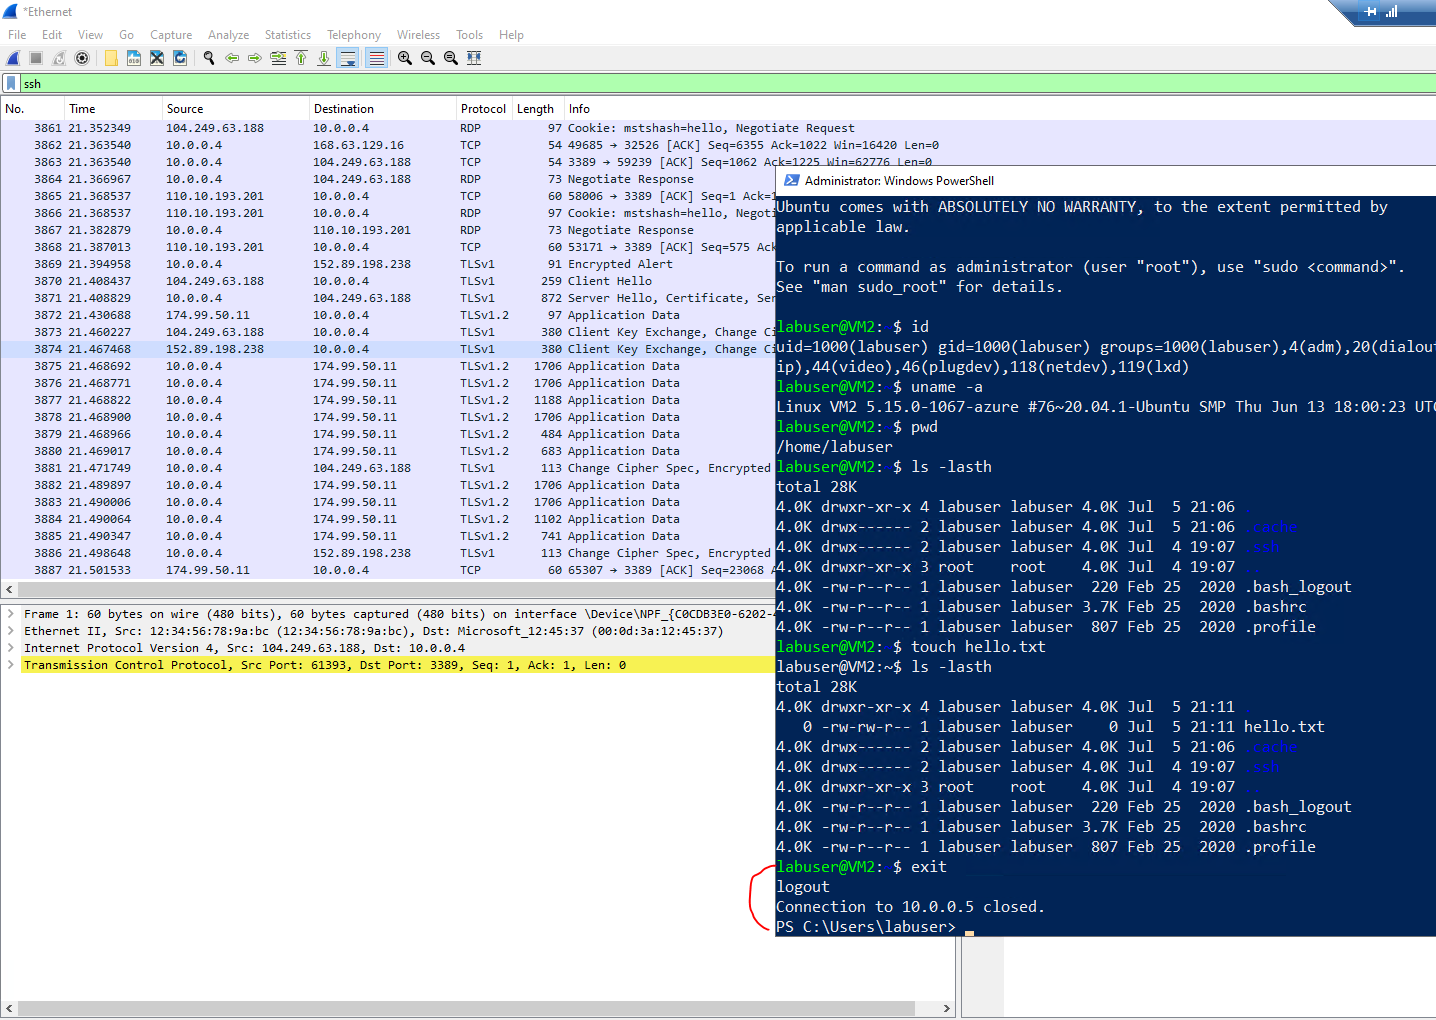 *Ethernet
File Edit View Go Capture Analyze Statistics Telephony Wireless Tools Help
ssh
No. Time Source Destination Protocol Length Info
3861 21.352349 104.249.63.188 10.0.0.4 RDP 97 Cookie: mstshash=hello, Negotiate Request
3862 21.363540 10.0.0.4 168.63.129.16 TCP 54 49685 → 32526 [ACK] Seq=6355 Ack=1022 Win=16420 Len=0
3863 21.363540 10.0.0.4 104.249.63.188 TCP 54 3389 → 59239 [ACK] Seq=1062 Ack=1225 Win=62776 Len=0
3864 21.366967 10.0.0.4 104.249.63.188 RDP 73 Negotiate Response
3865 21.368537 110.10.193.201 10.0.0.4 TCP 60 58006 → 3389 [ACK] Seq=1 Ack=1
3866 21.368537 110.10.193.201 10.0.0.4 RDP 97 Cookie: mstshash=hello, Negoti
3867 21.382879 10.0.0.4 110.10.193.201 RDP 73 Negotiate Response
3868 21.387013 110.10.193.201 10.0.0.4 TCP 60 53171 → 3389 [ACK] Seq=575 Ack
3869 21.394958 10.0.0.4 152.89.198.238 TLSv1 91 Encrypted Alert
3870 21.408437 104.249.63.188 10.0.0.4 TLSv1 259 Client Hello
3871 21.408829 10.0.0.4 104.249.63.188 TLSv1 872 Server Hello, Certificate, Ser
3872 21.430688 174.99.50.11 10.0.0.4 TLSv1.2 97 Application Data
3873 21.460227 104.249.63.188 10.0.0.4 TLSv1 380 Client Key Exchange, Change Ci
3874 21.467468 152.89.198.238 10.0.0.4 TLSv1 380 Client Key Exchange, Change Ci
3875 21.468692 10.0.0.4 174.99.50.11 TLSv1.2 1706 Application Data
3876 21.468771 10.0.0.4 174.99.50.11 TLSv1.2 1706 Application Data
3877 21.468822 10.0.0.4 174.99.50.11 TLSv1.2 1188 Application Data
3878 21.468900 10.0.0.4 174.99.50.11 TLSv1.2 1706 Application Data
3879 21.468966 10.0.0.4 174.99.50.11 TLSv1.2 484 Application Data
3880 21.469017 10.0.0.4 174.99.50.11 TLSv1.2 683 Application Data
3881 21.471749 10.0.0.4 104.249.63.188 TLSv1 113 Change Cipher Spec, Encrypted
3882 21.489897 10.0.0.4 174.99.50.11 TLSv1.2 1706 Application Data
3883 21.490006 10.0.0.4 174.99.50.11 TLSv1.2 1706 Application Data
3884 21.490064 10.0.0.4 174.99.50.11 TLSv1.2 1102 Application Data
3885 21.490347 10.0.0.4 174.99.50.11 TLSv1.2 741 Application Data
3886 21.498648 10.0.0.4 152.89.198.238 TLSv1 113 Change Cipher Spec, Encrypted
3887 21.501533 174.99.50.11 10.0.0.4 TCP 60 65307 → 3389 [ACK] Seq=23068 A
Frame 1: 60 bytes on wire (480 bits), 60 bytes captured (480 bits) on interface \Device\NPF_{C0CDB3E0-6202-
Ethernet II, Src: 12:34:56:78:9a:bc (12:34:56:78:9a:bc), Dst: Microsoft_12:45:37 (00:0d:3a:12:45:37)
Internet Protocol Version 4, Src: 104.249.63.188, Dst: 10.0.0.4
Transmission Control Protocol, Src Port: 61393, Dst Port: 3389, Seq: 1, Ack: 1, Len: 0
Administrator: Windows PowerShell
Ubuntu comes with ABSOLUTELY NO WARRANTY, to the extent permitted by
applicable law.
To run a command as administrator (user "root"), use "sudo <command>".
See "man sudo_root" for details.
labuser@VM2:~$ id
uid=1000(labuser) gid=1000(labuser) groups=1000(labuser),4(adm),20(dialou
ip),44(video),46(plugdev),118(netdev),119(lxd)
labuser@VM2:~$ uname -a
Linux VM2 5.15.0-1067-azure #76~20.04.1-Ubuntu SMP Thu Jun 13 18:00:23 UTC
labuser@VM2:~$ pwd
/home/labuser
labuser@VM2:~$ ls -lasth
total 28K
4.0K drwxr-xr-x 4 labuser labuser 4.0K Jul 5 21:06 .
4.0K drwx------ 2 labuser labuser 4.0K Jul 5 21:06 .cache
4.0K drwx------ 2 labuser labuser 4.0K Jul 4 19:07 .ssh
4.0K drwxr-xr-x 3 root root 4.0K Jul 4 19:07 ..
4.0K -rw-r--r-- 1 labuser labuser 220 Feb 25 2020 .bash_logout
4.0K -rw-r--r-- 1 labuser labuser 3.7K Feb 25 2020 .bashrc
4.0K -rw-r--r-- 1 labuser labuser 807 Feb 25 2020 .profile
labuser@VM2:~$ touch hello.txt
labuser@VM2:~$ ls -lasth
total 28K
4.0K drwxr-xr-x 4 labuser labuser 4.0K Jul 5 21:11 .
0 -rw-rw-r-- 1 labuser labuser 0 Jul 5 21:11 hello.txt
4.0K drwx------ 2 labuser labuser 4.0K Jul 5 21:06 .cache
4.0K drwx------ 2 labuser labuser 4.0K Jul 4 19:07 .ssh
4.0K drwxr-xr-x 3 root root 4.0K Jul 4 19:07 ..
4.0K -rw-r--r-- 1 labuser labuser 220 Feb 25 2020 .bash_logout
4.0K -rw-r--r-- 1 labuser labuser 3.7K Feb 25 2020 .bashrc
4.0K -rw-r--r-- 1 labuser labuser 807 Feb 25 2020 .profile
labuser@VM2:~$ exit
logout
Connection to 10.0.0.5 closed.
PS C:\Users\labuser>